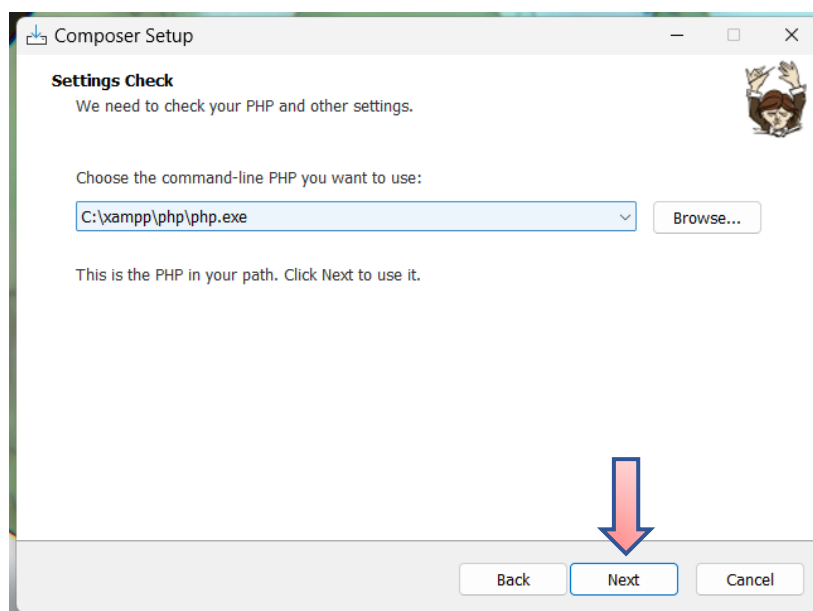 Composer Setup
Settings Check
We need to check your PHP and other settings.
Choose the command-line PHP you want to use:
C:\xampp\php\php.exe
Browse...
This is the PHP in your path. Click Next to use it.
Back
Next
Cancel